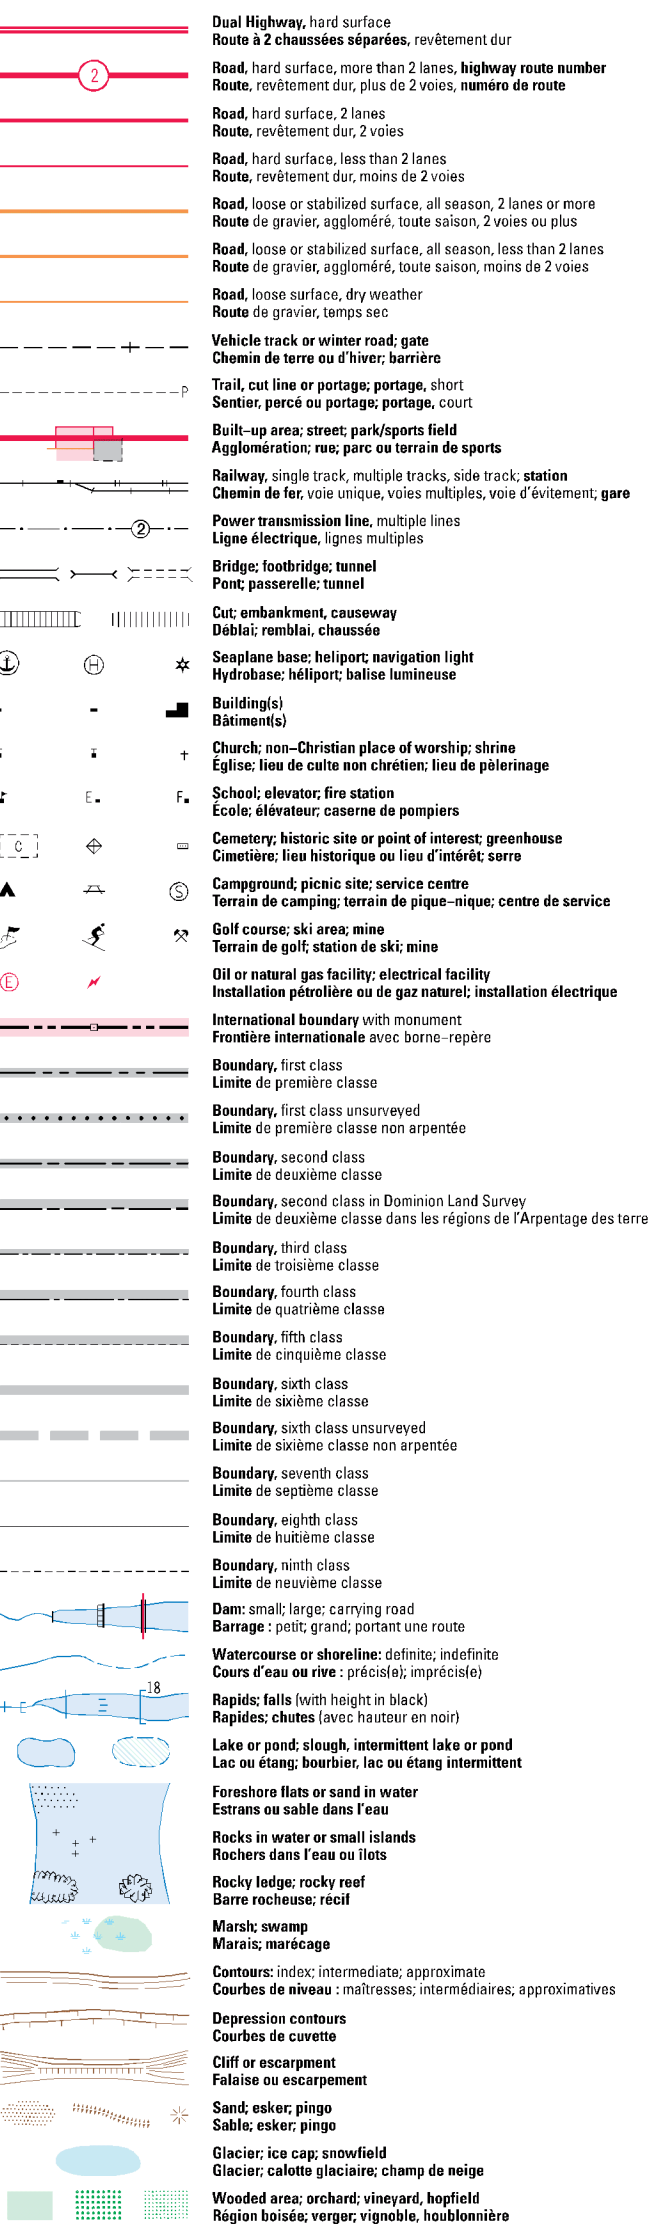 Dual Highway, hard surface
Route à 2 chaussées séparées, revêtement dur
2
Road, hard surface, more than 2 lanes, highway route number
Route, revêtement dur, plus de 2 voies, numéro de route
Road, hard surface, 2 lanes
Route, revêtement dur, 2 voies
Road, hard surface, less than 2 lanes
Route, revêtement dur, moins de 2 voies
Road, loose or stabilized surface, all season, 2 lanes or more
Route de gravier, aggloméré, toute saison, 2 voies ou plus
Road, loose or stabilized surface, all season, less than 2 lanes
Route de gravier, aggloméré, toute saison, moins de 2 voies
Road, loose surface, dry weather
Route de gravier, temps sec
Vehicle track or winter road; gate
Chemin de terre ou d'hiver; barrière
P
Trail, cut line or portage; portage, short
Sentier, percé ou portage; portage, court
Built-up area; street; park/sports field
Agglomération; rue; parc ou terrain de sports
Railway, single track, multiple tracks, side track; station
Chemin de fer, voie unique, voies multiples, voie d'évitement; gare
2
Power transmission line, multiple lines
Ligne électrique, lignes multiples
Bridge; footbridge; tunnel
Pont; passerelle; tunnel
Cut; embankment, causeway
Déblai; remblai, chaussée
H
Seaplane base; heliport; navigation light
Hydrobase; héliport; balise lumineuse
Building(s)
Bâtiment(s)
Church; non-Christian place of worship; shrine
Église; lieu de culte non chrétien; lieu de pèlerinage
E F
School; elevator; fire station
École; élévateur; caserne de pompiers
C
Cemetery; historic site or point of interest; greenhouse
Cimetière; lieu historique ou lieu d'intérêt; serre
S
Campground; picnic site; service centre
Terrain de camping; terrain de pique-nique; centre de service
Golf course; ski area; mine
Terrain de golf; station de ski; mine
E
Oil or natural gas facility; electrical facility
Installation pétrolière ou de gaz naturel; installation électrique
International boundary with monument
Frontière internationale avec borne-repère
Boundary, first class
Limite de première classe
Boundary, first class unsurveyed
Limite de première classe non arpentée
Boundary, second class
Limite de deuxième classe
Boundary, second class in Dominion Land Survey
Limite de deuxième classe dans les régions de l'Arpentage des terre
Boundary, third class
Limite de troisième classe
Boundary, fourth class
Limite de quatrième classe
Boundary, fifth class
Limite de cinquième classe
Boundary, sixth class
Limite de sixième classe
Boundary, sixth class unsurveyed
Limite de sixième classe non arpentée
Boundary, seventh class
Limite de septième classe
Boundary, eighth class
Limite de huitième classe
Boundary, ninth class
Limite de neuvième classe
Dam: small; large; carrying road
Barrage : petit; grand; portant une route
Watercourse or shoreline: definite; indefinite
Cours d'eau ou rive : précis(e); imprécis(e)
18
Rapids; falls (with height in black)
Rapides; chutes (avec hauteur en noir)
Lake or pond; slough, intermittent lake or pond
Lac ou étang; bourbier, lac ou étang intermittent
Foreshore flats or sand in water
Estrans ou sable dans l'eau
Rocks in water or small islands
Rochers dans l'eau ou îlots
Rocky ledge; rocky reef
Barre rocheuse; récif
Marsh; swamp
Marais; marécage
Contours: index; intermediate; approximate
Courbes de niveau : maîtresses; intermédiaires; approximatives
Depression contours
Courbes de cuvette
Cliff or escarpment
Falaise ou escarpement
Sand; esker; pingo
Sable; esker; pingo
Glacier; ice cap; snowfield
Glacier; calotte glaciaire; champ de neige
Wooded area; orchard; vineyard, hopfield
Région boisée; verger; vignoble, houblonnière